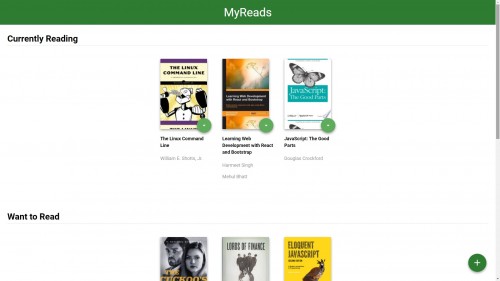 MyReads
Currently Reading
THE LINUX
COMMAND LINE
Learning Web Development
with React and Bootstrap
JavaScript:
The Good Parts
The Linux Command
Line
Learning Web
Development with React
and Bootstrap
JavaScript: The Good
Parts
William E. Shotts, Jr.
Harmeet Singh
Douglas Crockford
Mehul Bhatt
Want to Read
THE
CUCKOO'S
LORDS OF FINANCE
ELOQUENT
JAVASCRIPT
+